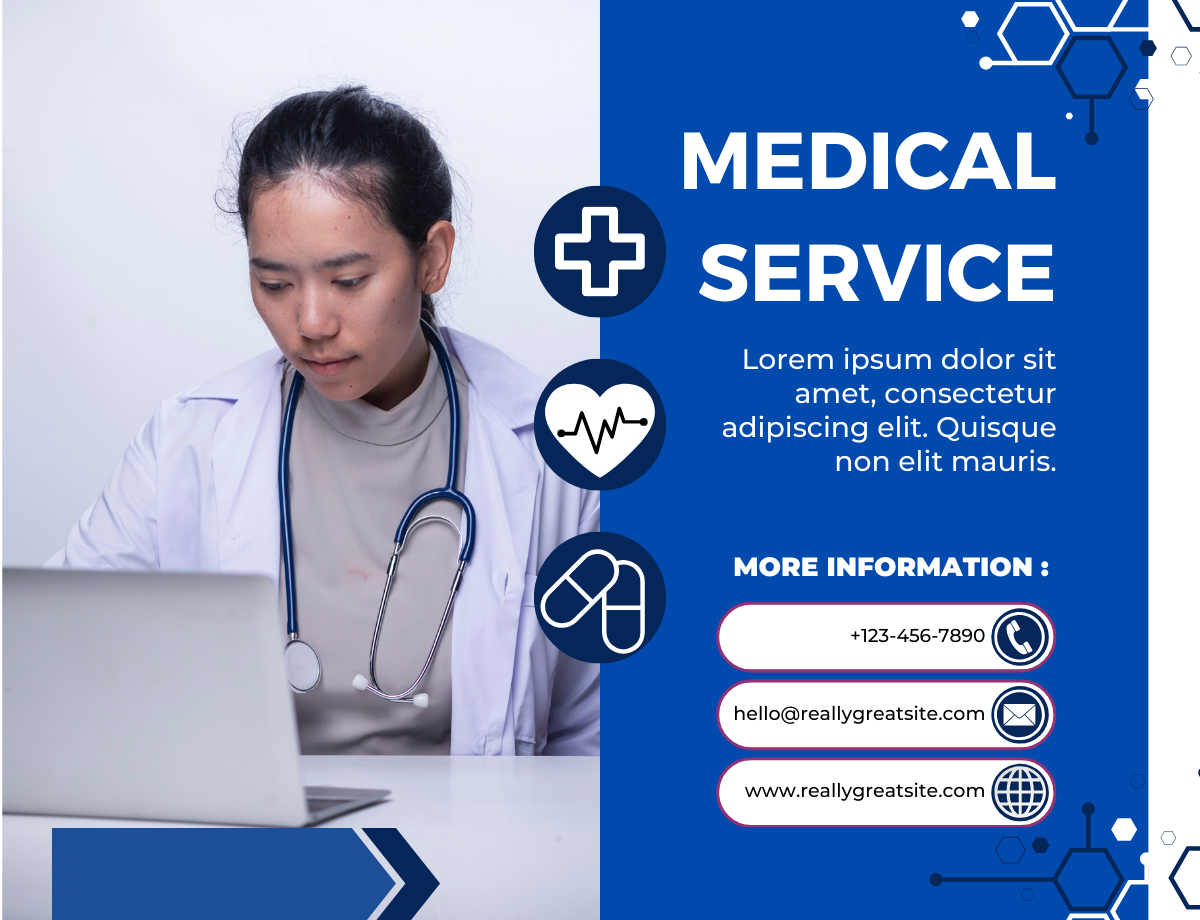 MEDICAL
SERVICE
Lorem ipsum dolor sit
amet, consectetur
adipiscing elit. Quisque
non elit mauris.
MORE INFORMATION :
+123-456-7890
hello@reallygreatsite.com
www.reallygreatsite.com